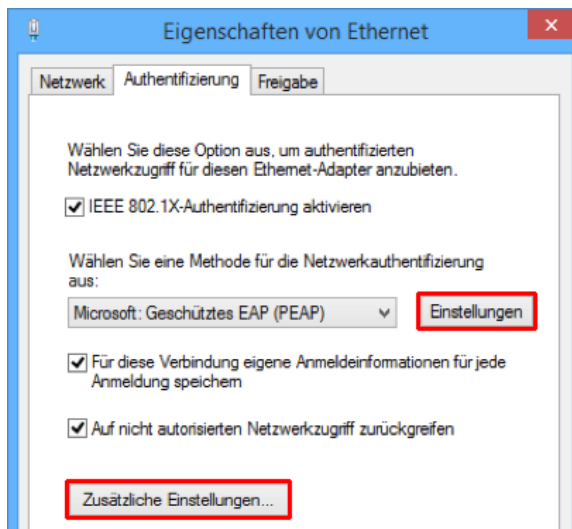 Eigenschaften von Ethernet
Netzwerk Authentifizierung Freigabe
Wählen Sie diese Option aus, um authentifizierten
Netzwerkzugriff für diesen Ethernet-Adapter anzubieten.
IEEE 802.1X-Authentifizierung aktivieren
Wählen Sie eine Methode für die Netzwerkauthentifizierung
aus:
Microsoft: Geschütztes EAP (PEAP) Einstellungen
Für diese Verbindung eigene Anmeldeinformationen für jede
Anmeldung speichern
Auf nicht autorisierten Netzwerkzugriff zurückgreifen
Zusätzliche Einstellungen...